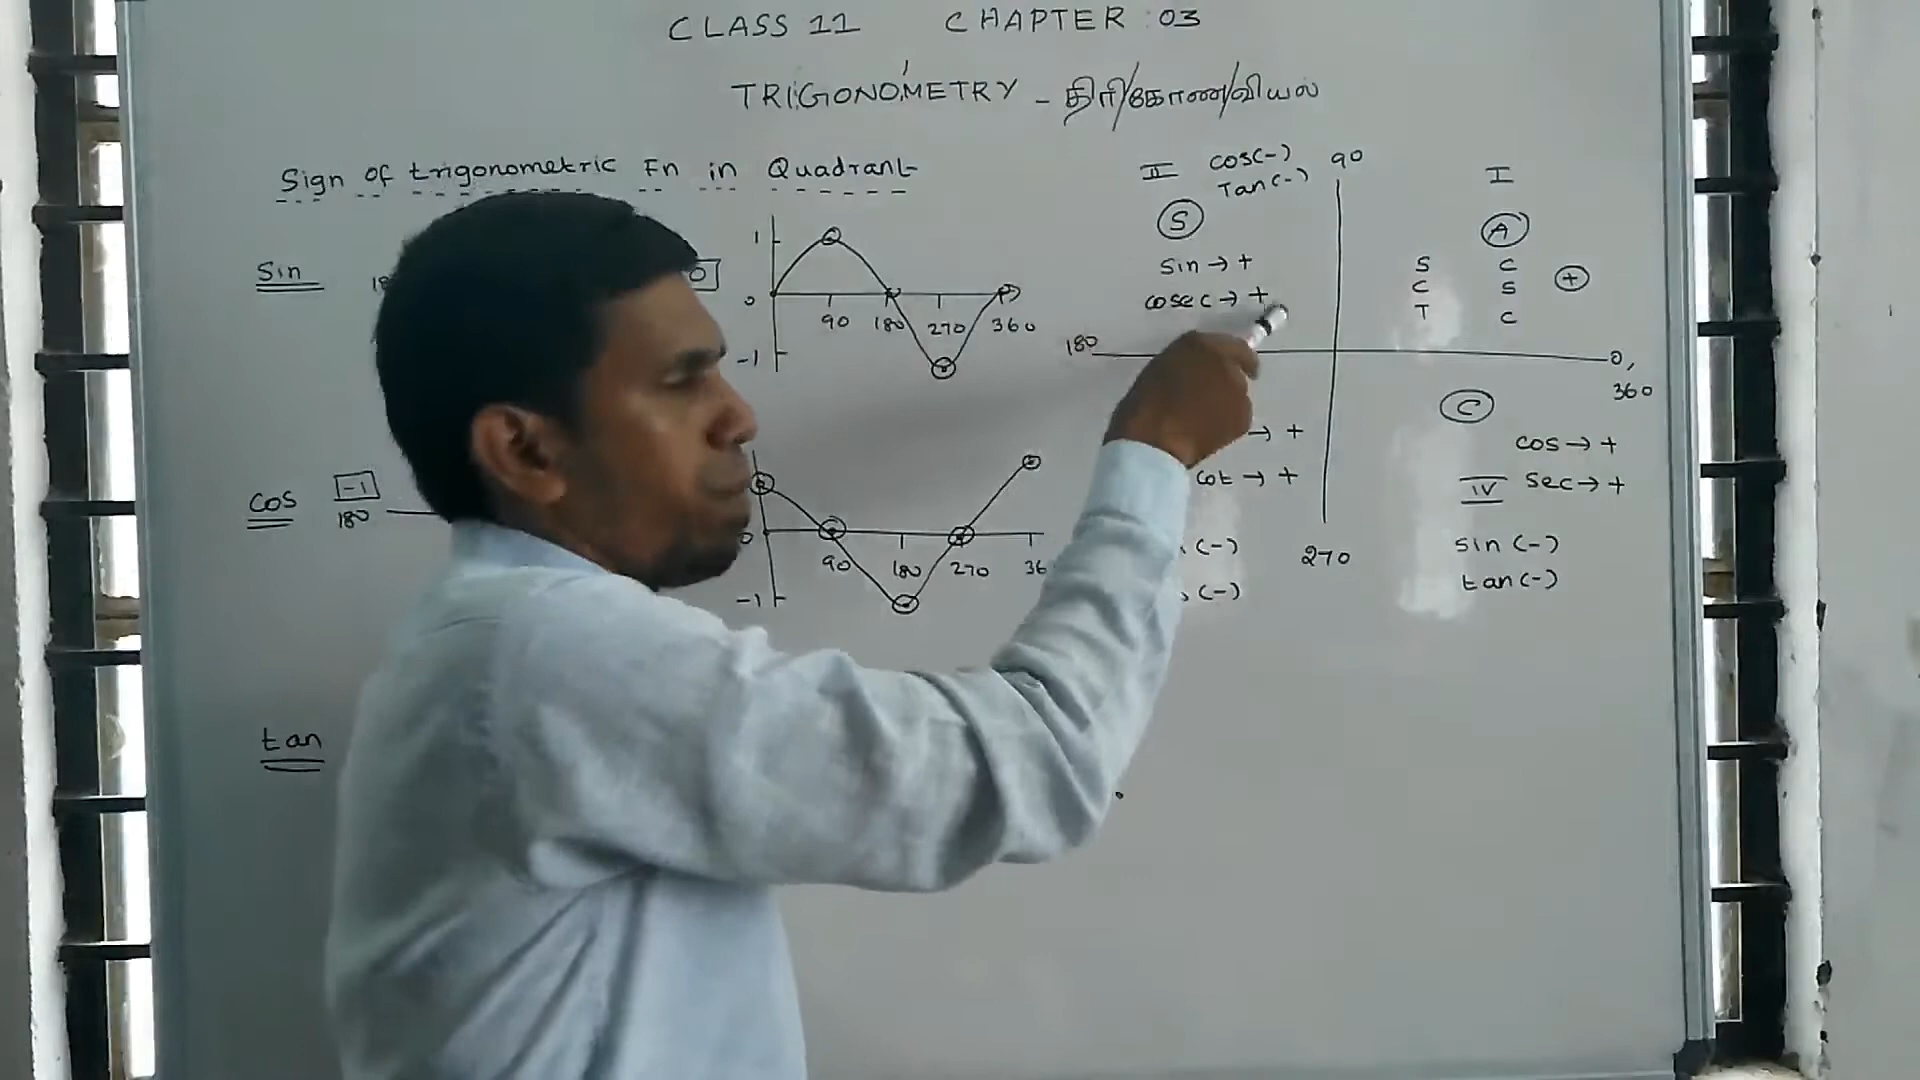 CLASS 11 CHAPTER : 03
TRIGONOMETRY - திரி/கோண/வியல்
Sign of trigonometric Fn in Quadrant
Sin
0
1
0
-1
90 180 270 360
COS
-1
180
0
-1
90 180 270 36
tan
II cos(-)
Tan(-)
S
Sin → +
cosec → +
90
I
A
S C
C S +
T C
180
0,
360
→ +
cot → +
(-)
(-)
270
C
cos → +
IV Sec → +
sin (-)
tan (-)